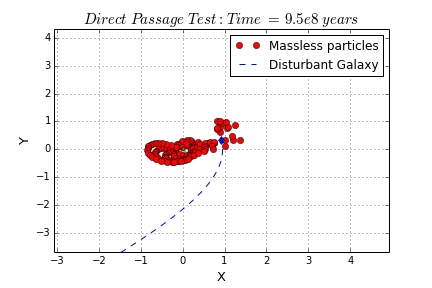 Direct Passage Test: Time = 9.5e8 years
Massless particles
Disturbant Galaxy
4
3
2
1
0
−1
−2
−3
Y
−3 −2 −1 0 1 2 3 4
X